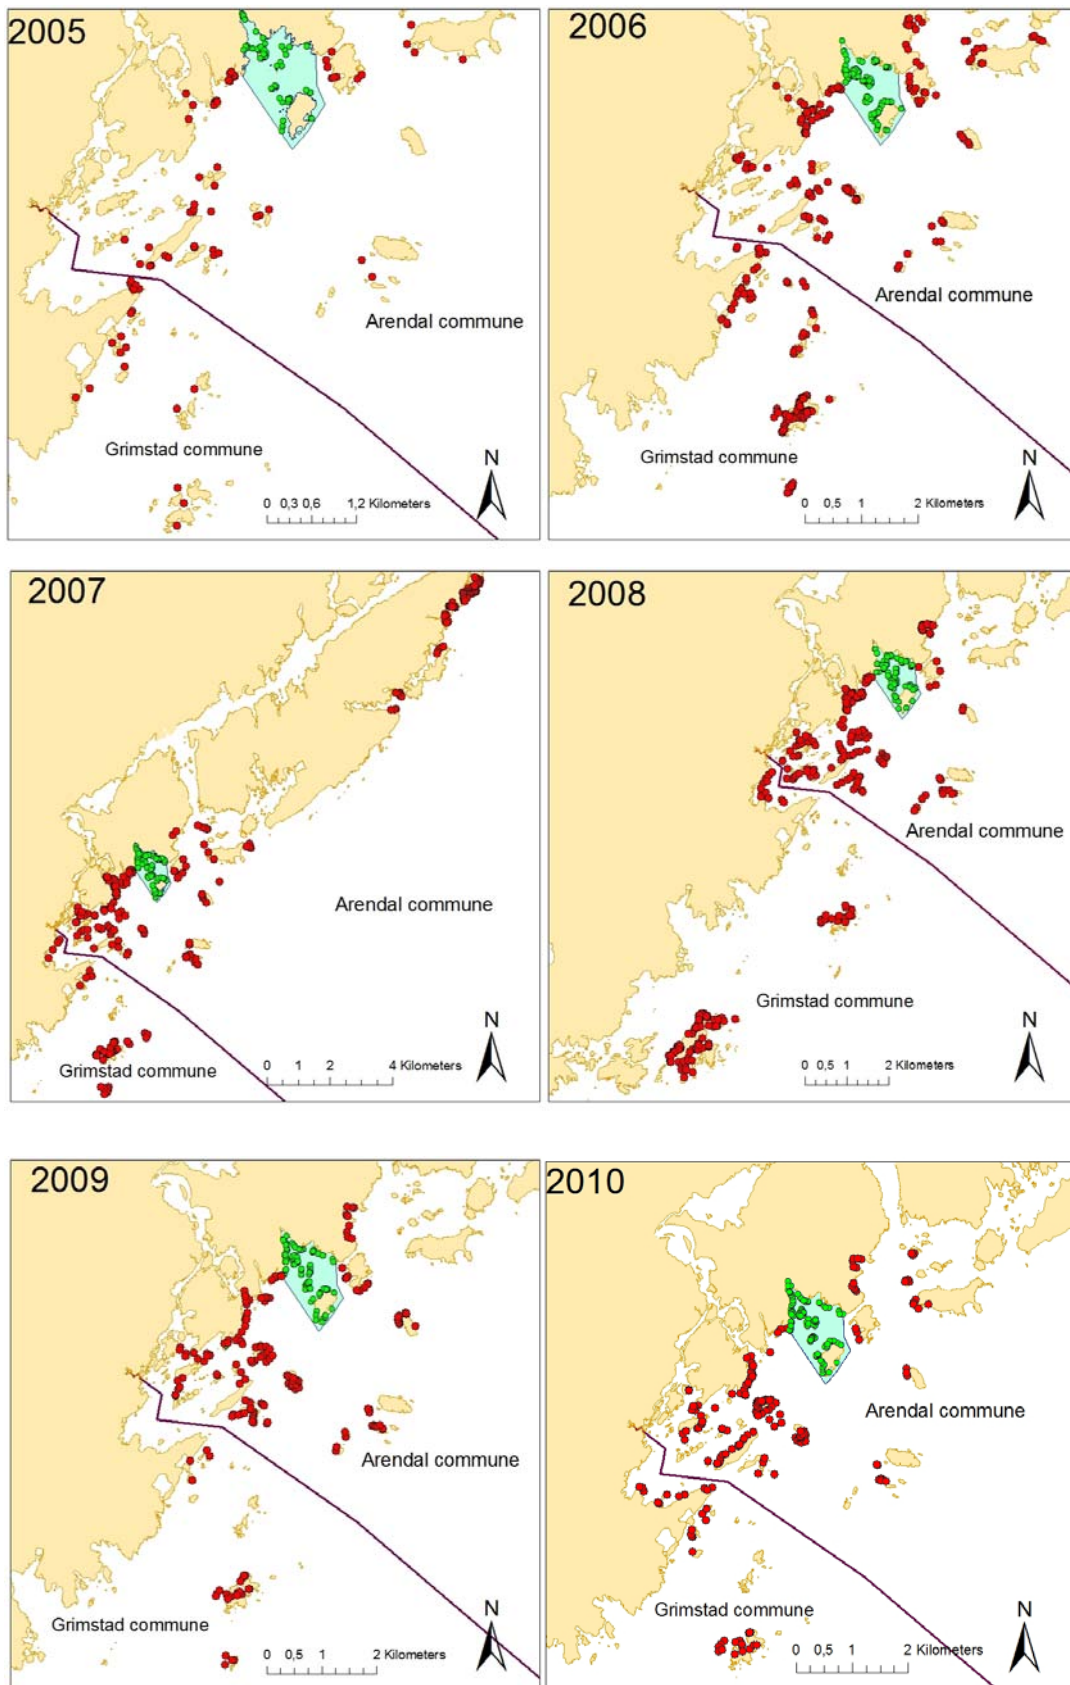 2005
Arendal commune
Grimstad commune
N
0 0,3 0,6 1,2 Kilometers
2006
Arendal commune
Grimstad commune
N
0 0,5 1 2 Kilometers
2007
Arendal commune
Grimstad commune
N
0 1 2 4 Kilometers
2008
Arendal commune
Grimstad commune
N
0 0,5 1 2 Kilometers
2009
Arendal commune
Grimstad commune
N
0 0,5 1 2 Kilometers
2010
Arendal commune
Grimstad commune
N
0 0,5 1 2 Kilometers